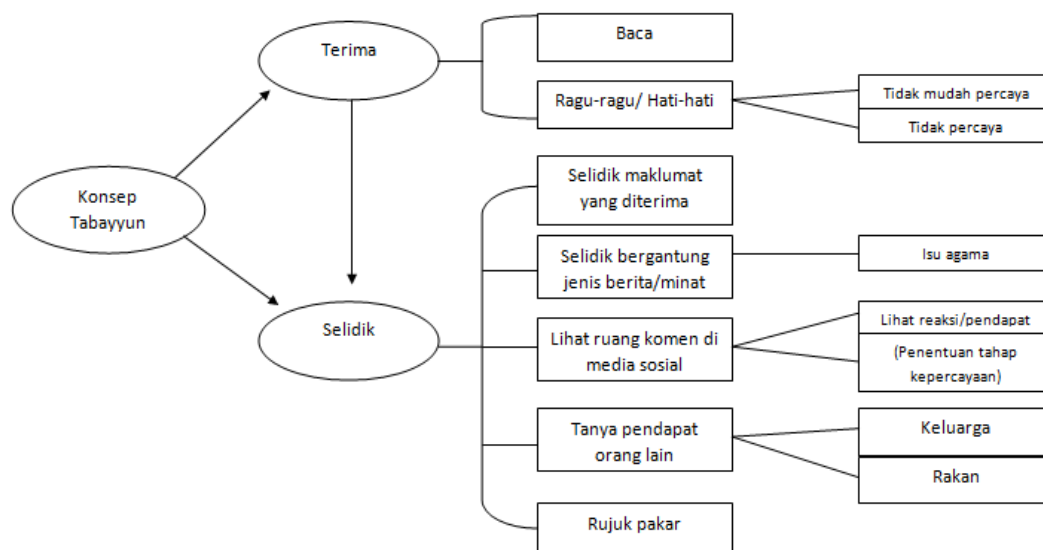 Konsep
Tabayyun
Terima
Baca
Ragu-ragu/ Hati-hati
Tidak mudah percaya
Tidak percaya
Selidik
Selidik maklumat
yang diterima
Selidik bergantung
jenis berita/minat
Isu agama
Lihat ruang komen di
media sosial
Lihat reaksi/pendapat
(Penentuan tahap
kepercayaan)
Tanya pendapat
orang lain
Keluarga
Rakan
Rujuk pakar